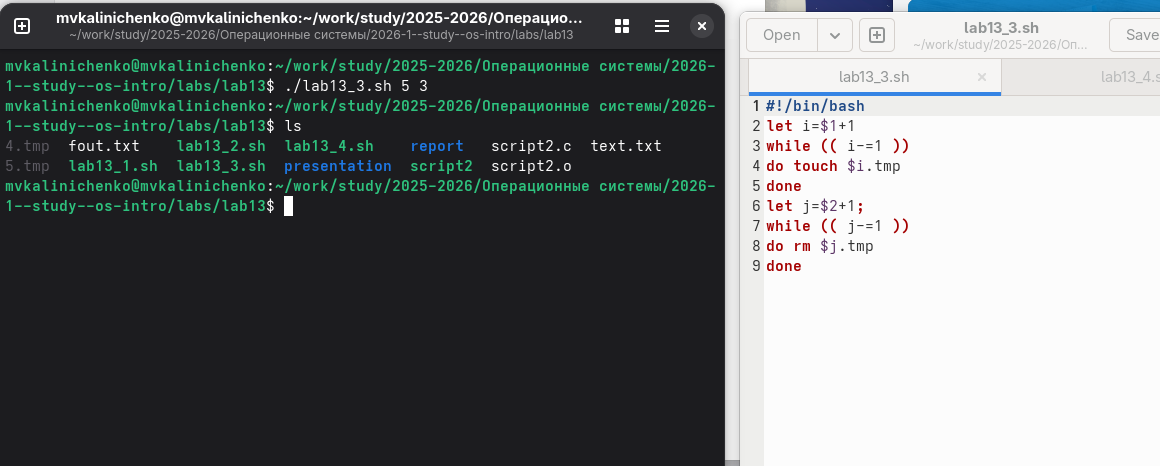 mvkalinichenko@mvkalinichenko:~/work/study/2025-2026/Операцио...
~/work/study/2025-2026/Операционные системы/2026-1--study--os-intro/labs/lab13
mvkalinichenko@mvkalinichenko:~/work/study/2025-2026/Операционные системы/2026-
1--study--os-intro/labs/lab13$ ./lab13_3.sh 5 3
mvkalinichenko@mvkalinichenko:~/work/study/2025-2026/Операционные системы/2026-
1--study--os-intro/labs/lab13$ ls
4.tmp fout.txt lab13_2.sh lab13_4.sh report script2.c text.txt
5.tmp lab13_1.sh lab13_3.sh presentation script2 script2.o
mvkalinichenko@mvkalinichenko:~/work/study/2025-2026/Операционные системы/2026-
1--study--os-intro/labs/lab13$
Open
lab13_3.sh
~/work/study/2025-2026/Оп...
Save
lab13_3.sh
lab13_4.s
1 #!/bin/bash
2 let i=$1+1
3 while (( i-=1 ))
4 do touch $i.tmp
5 done
6 let j=$2+1;
7 while (( j-=1 ))
8 do rm $j.tmp
9 done